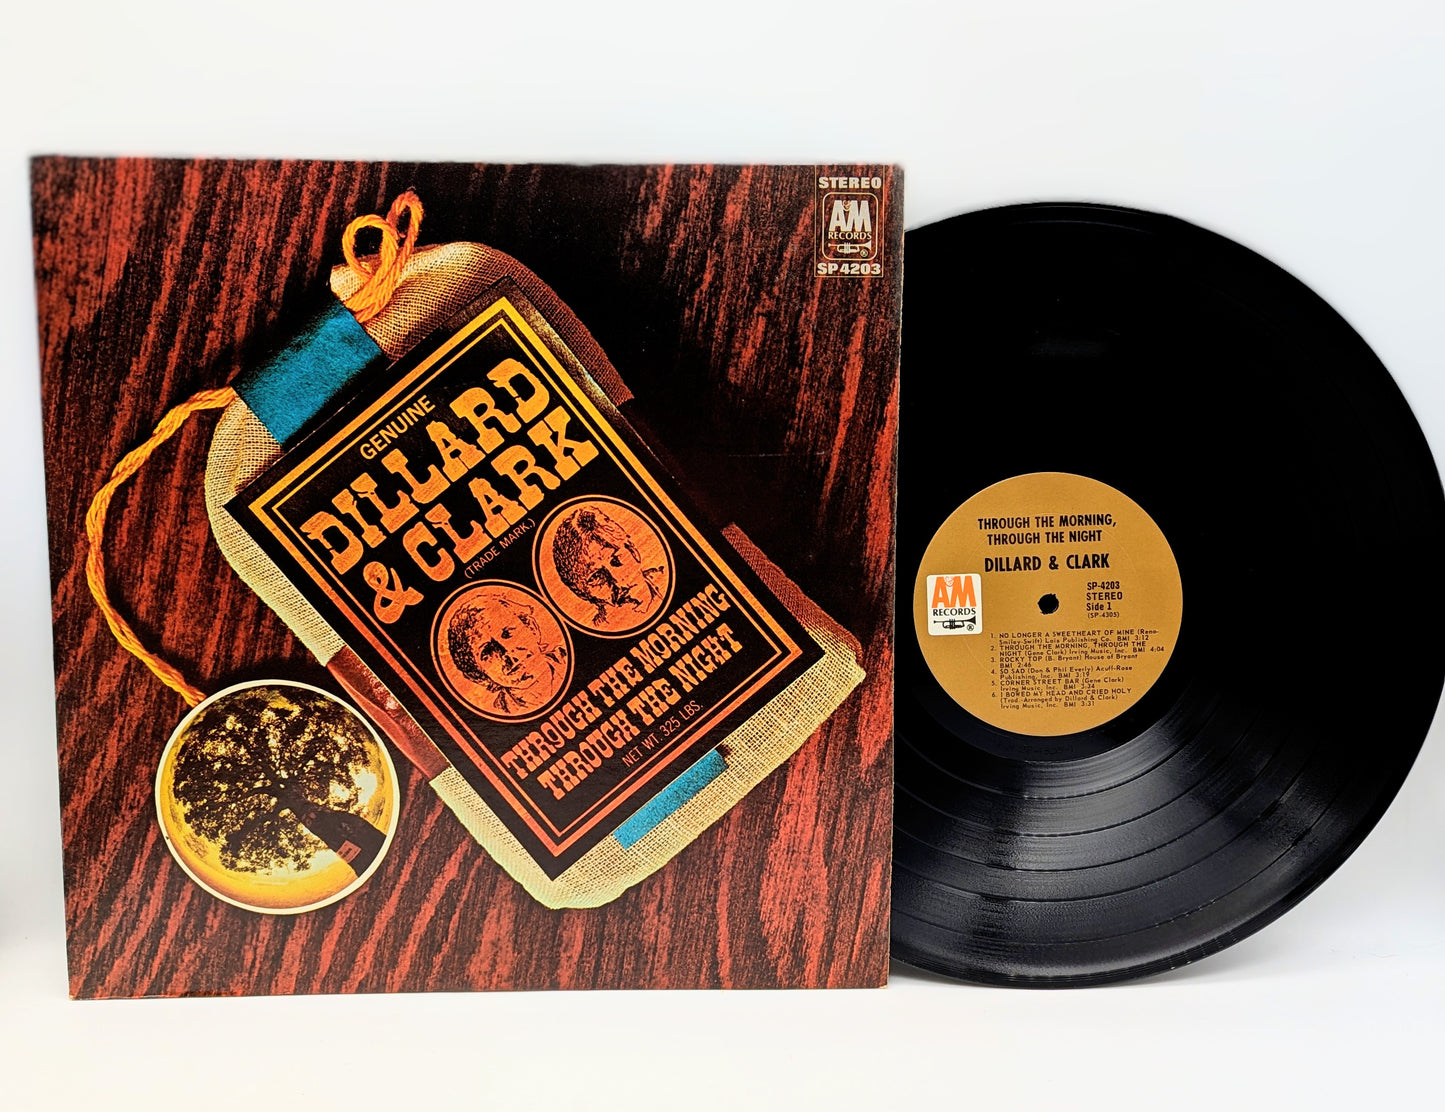 STEREO
A&M
RECORDS
®
SP 4203
GENUINE
DILLARD
& CLARK
(TRADE MARK)
THROUGH THE MORNING
THROUGH THE NIGHT
NET WT. 325 LBS.
THROUGH THE MORNING,
THROUGH THE NIGHT
DILLARD & CLARK
SP-4203
STEREO
Side 1
(SP-4305)
A&M
RECORDS
®
1. NO LONGER A SWEETHEART OF MINE (Reno-
Smiley-Swift) Lois Publishing Co. BMI 3:12
2. THROUGH THE MORNING, THROUGH THE
NIGHT (Gene Clark) Irving Music, Inc. BMI 4:04
3. ROCKY TOP (B. Bryant) House of Bryant
BMI 2:46
4. SO SAD (Don & Phil Everly) Acuff-Rose
Publishing, Inc. BMI 3:19
5. CORNER STREET BAR (Gene Clark)
Irving Music, Inc. BMI 3:34
6. I BOWED MY HEAD AND CRIED HOLY
(Trad.-Arranged by Dillard & Clark)
Irving Music, Inc. BMI 3:31